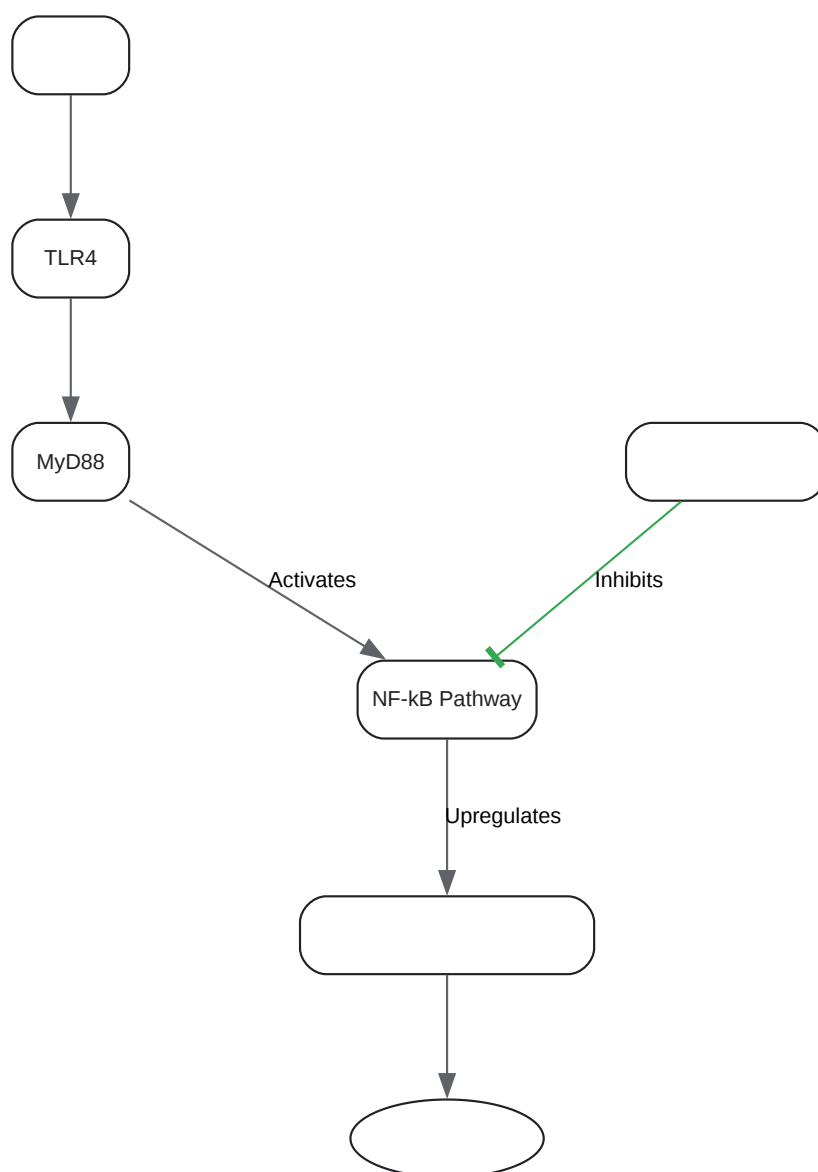 TLR4
MyD88
Activates
Inhibits
NF-kB Pathway
Upregulates